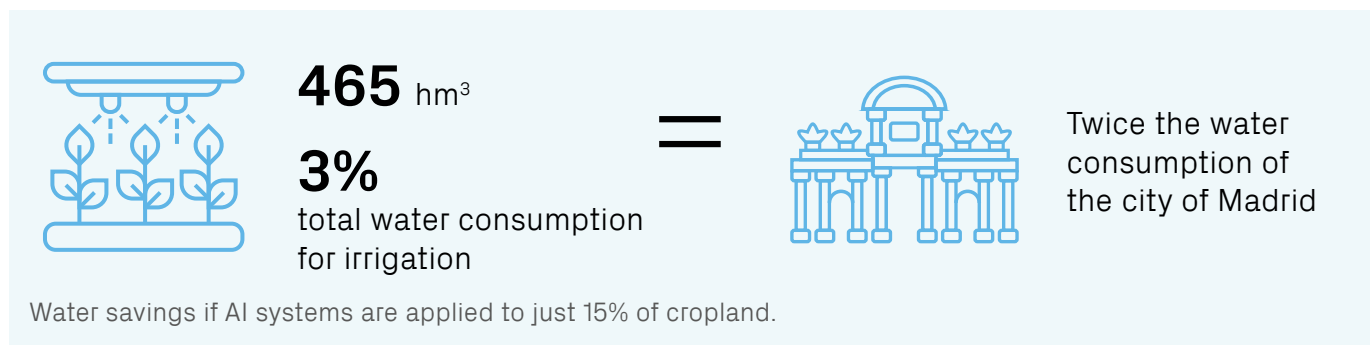 465 hm³
3%
total water consumption
for irrigation
=
Twice the water
consumption of
the city of Madrid
Water savings if AI systems are applied to just 15% of cropland.